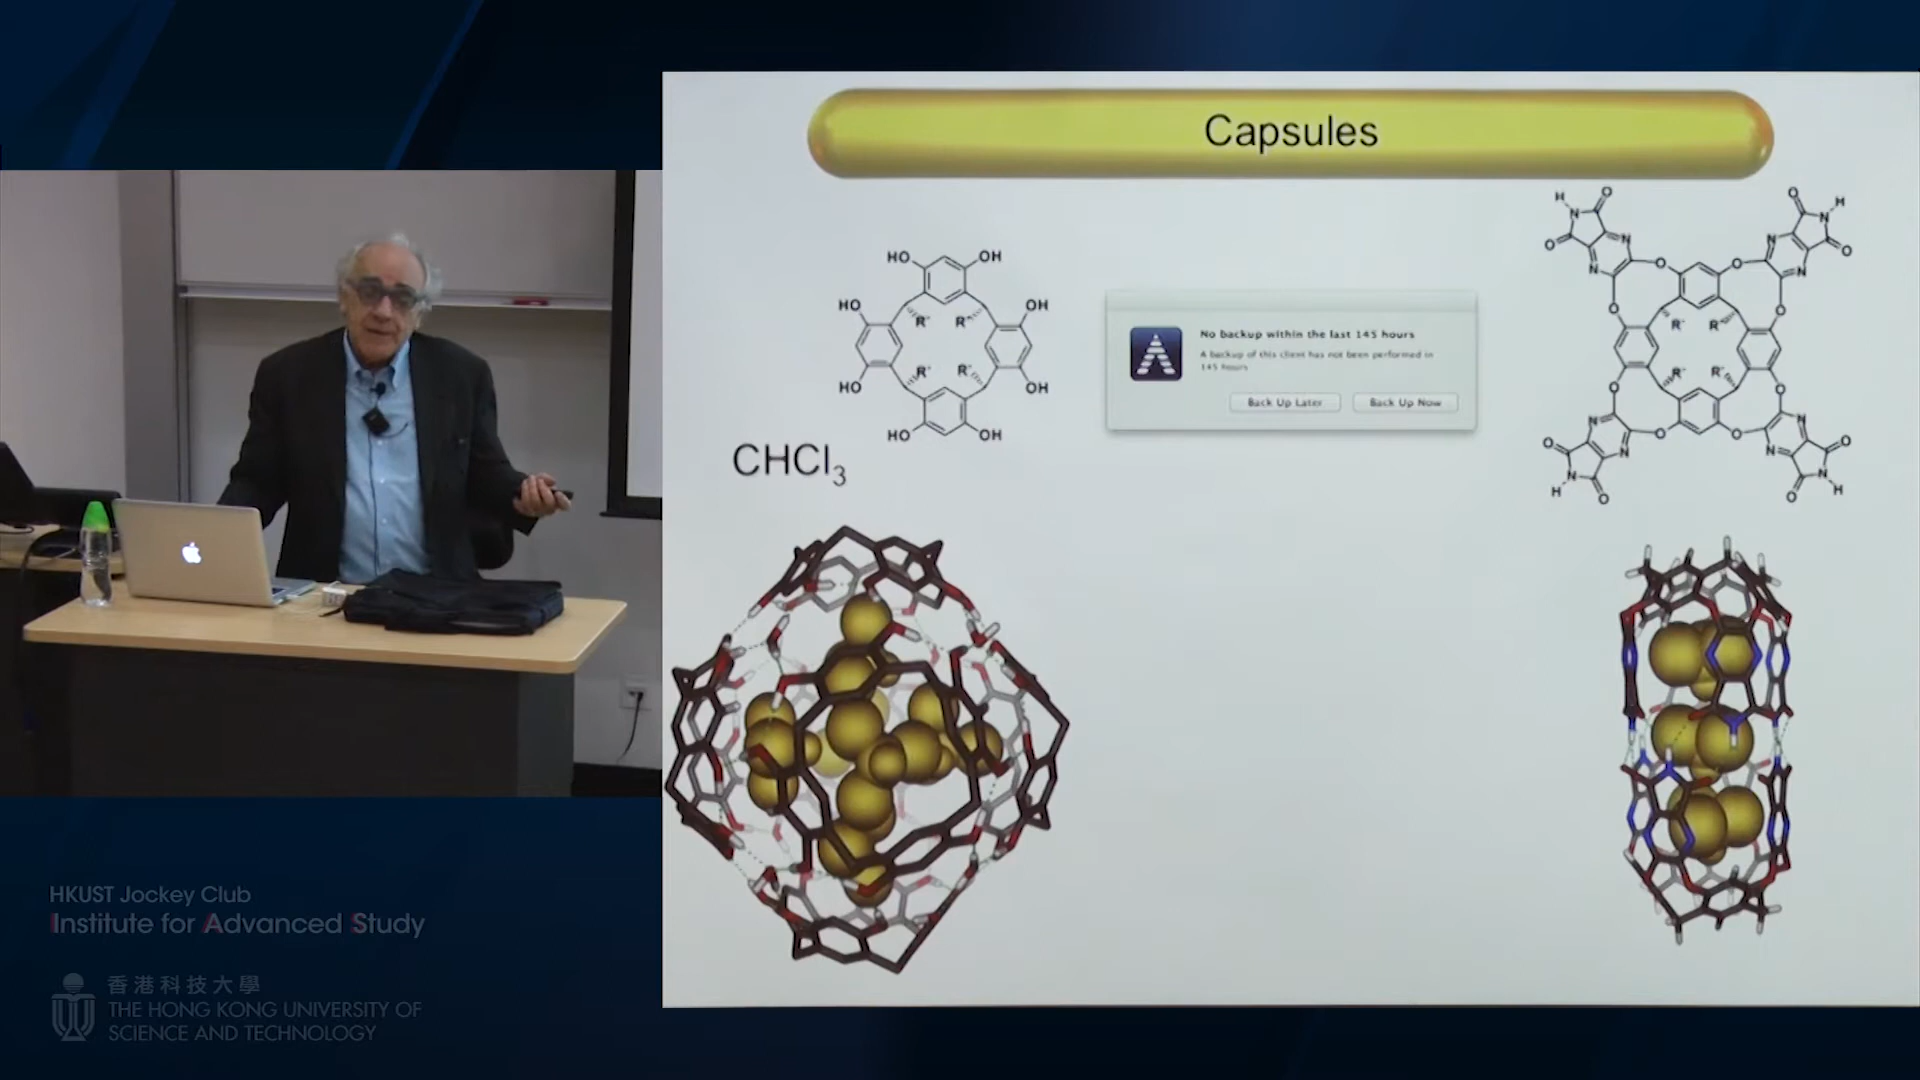 Capsules
HO OH
HO OH
R" R"
R" R"
HO OH
HO OH
CHCl3
No backup within the last 145 hours
A backup of this client has not been performed in
145 hours
Back Up Later Back Up Now
H O O H
N N
O O
N N
N O O N
O O
R" R"
R" R"
O O
N O O N
N N
O O
N N
H O O H
HKUST Jockey Club
Institute for Advanced Study
香港科技大學
THE HONG KONG UNIVERSITY OF
SCIENCE AND TECHNOLOGY